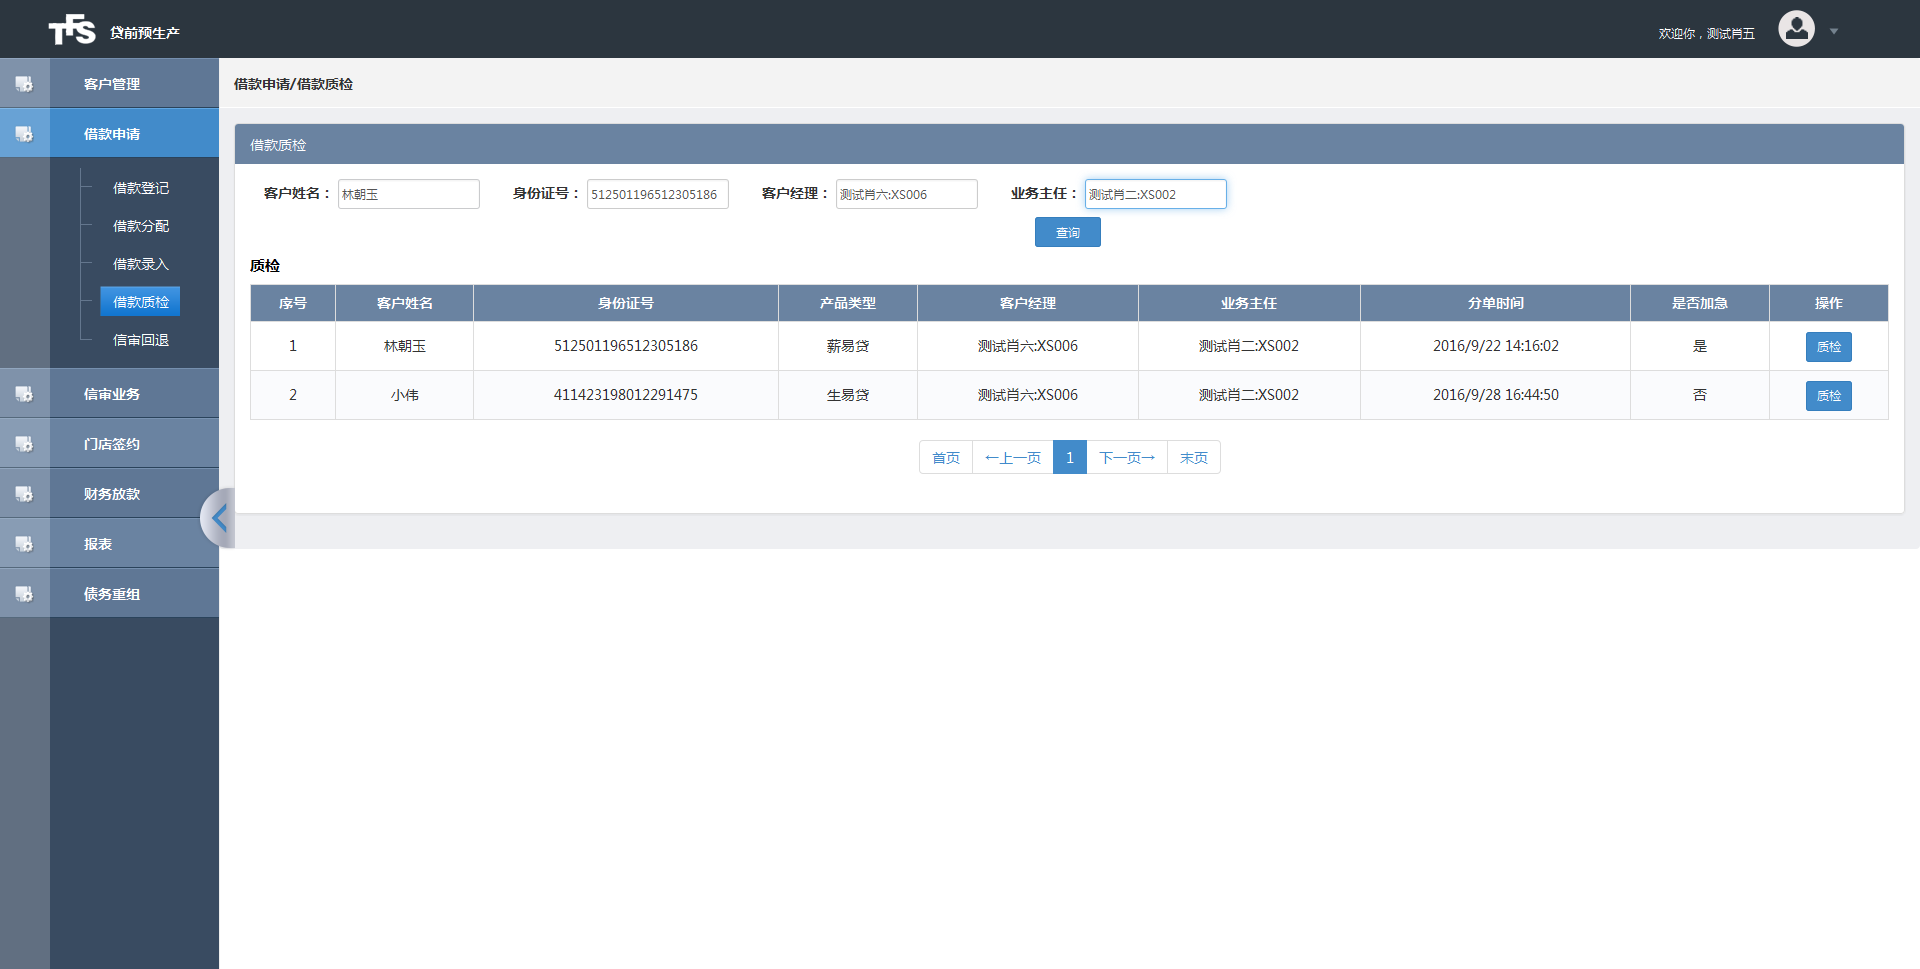 TFS 贷前预生产
欢迎你，测试肖五
客户管理
借款申请
借款登记
借款分配
借款录入
借款质检
信审回退
信审业务
门店签约
财务放款
报表
债务重组
借款申请/借款质检
借款质检
客户姓名： 林朝玉 身份证号： 512501196512305186 客户经理： 测试肖六:XS006 业务主任： 测试肖二:XS002
查询
质检
序号 客户姓名 身份证号 产品类型 客户经理 业务主任 分单时间 是否加急 操作
1 林朝玉 512501196512305186 薪易贷 测试肖六:XS006 测试肖二:XS002 2016/9/22 14:16:02 是 质检
2 小伟 411423198012291475 生易贷 测试肖六:XS006 测试肖二:XS002 2016/9/28 16:44:50 否 质检
首页 ←上一页 1 下一页→ 末页